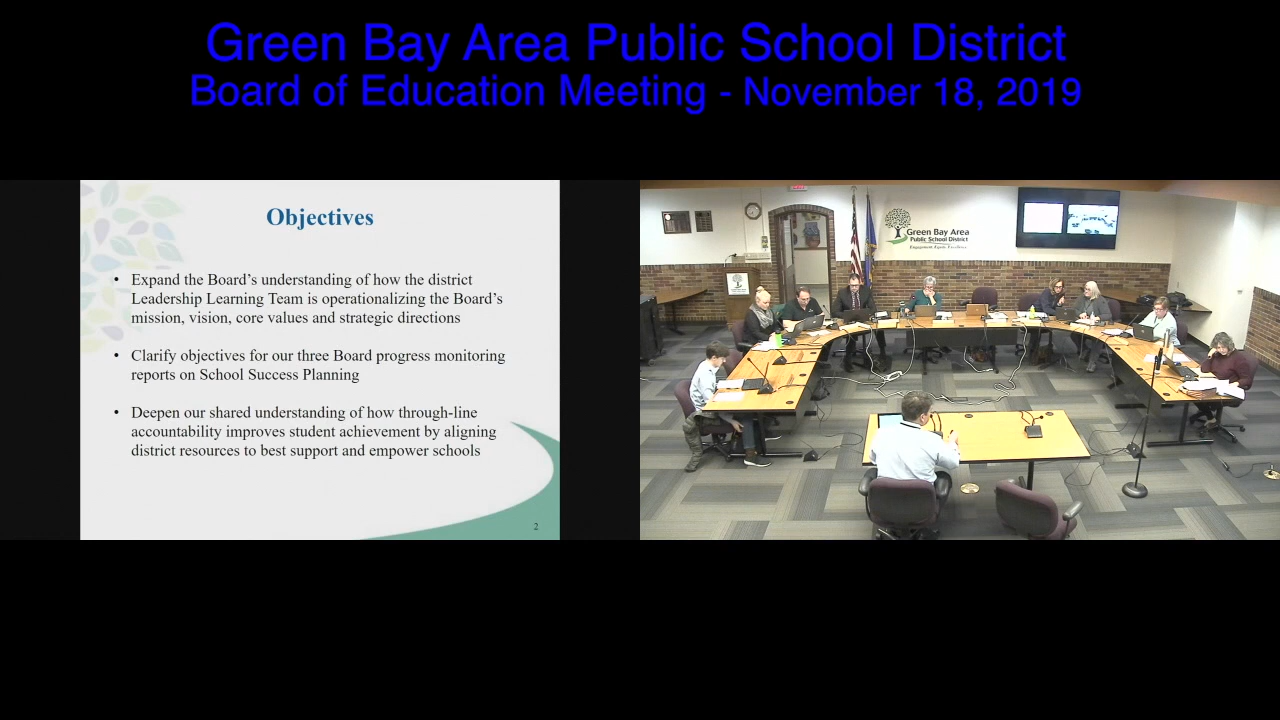 Green Bay Area Public School District
Board of Education Meeting - November 18, 2019
Objectives
• Expand the Board's understanding of how the district
Leadership Learning Team is operationalizing the Board's
mission, vision, core values and strategic directions
• Clarify objectives for our three Board progress monitoring
reports on School Success Planning
• Deepen our shared understanding of how through-line
accountability improves student achievement by aligning
district resources to best support and empower schools
2
Green Bay Area
Public School District
Engagement. Equity. Excellence.